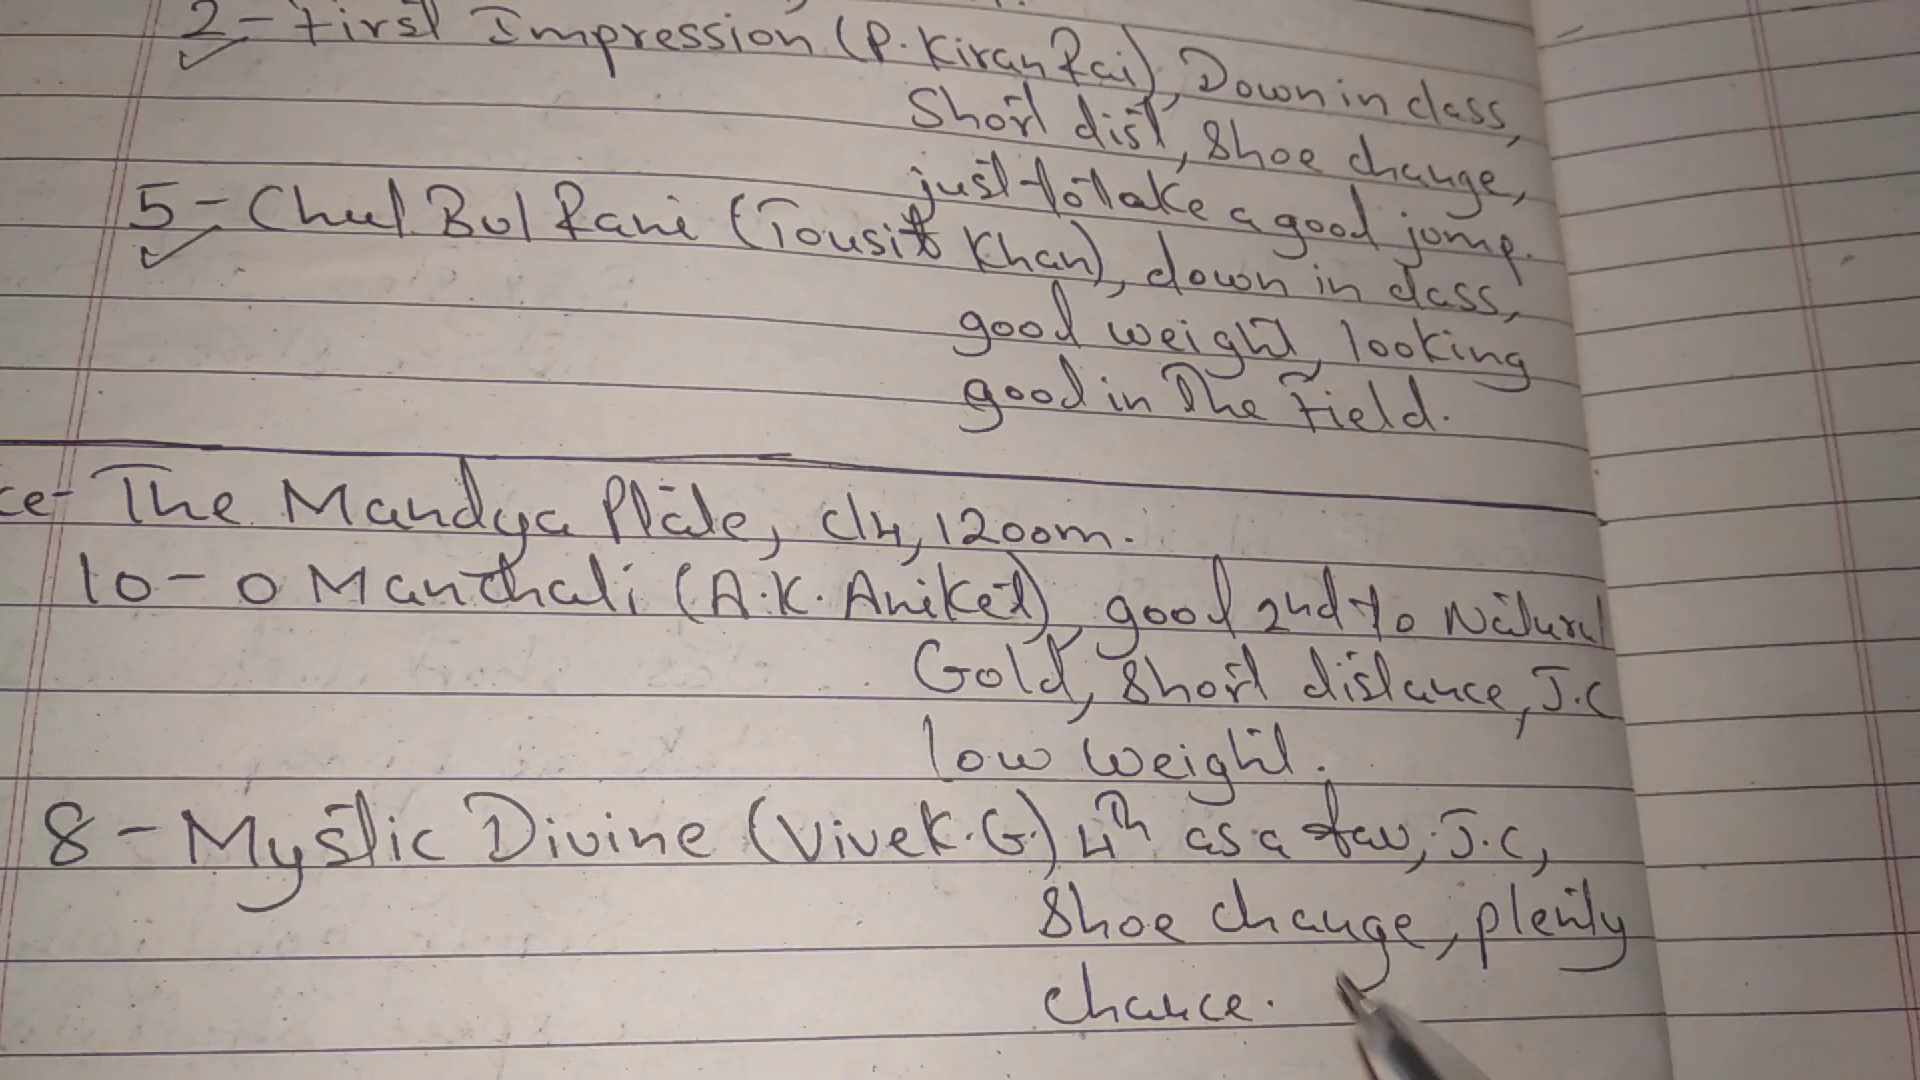 2- First Impression (P. Kiran Rai), Down in class,
Short dist, Shoe change,
just to take a good jump.
5- Chul Bul Rani (Tousif Khan), down in class,
good weight, looking
good in The Field.
ce- The Mandya Plate, cl4, 1200m.
10- O Manthali (A.K. Aniket), good 2nd to Natural
Gold, Short distance, J.C
low weight.
8- Mystic Divine (Vivek. G.) 4th as a fav, J.C,
Shoe change, plenty
chance.